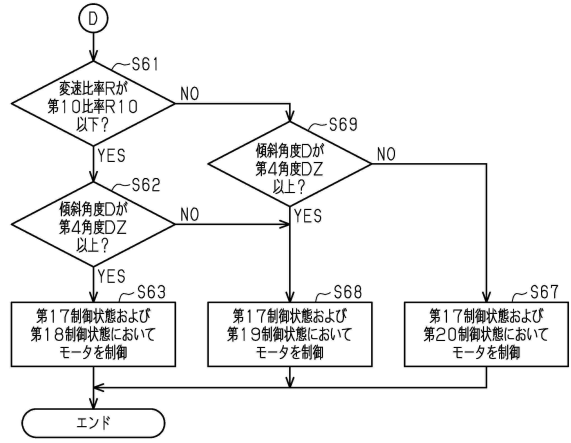 D
S61
変速比率Rが
第10比率R10
以下?
NO
YES
S69
傾斜角度Dが
第4角度DZ
以上?
NO
YES
S62
傾斜角度Dが
第4角度DZ
以上?
NO
YES
S63
第17制御状態および
第18制御状態において
モータを制御
S68
第17制御状態および
第19制御状態において
モータを制御
S67
第17制御状態および
第20制御状態において
モータを制御
エンド